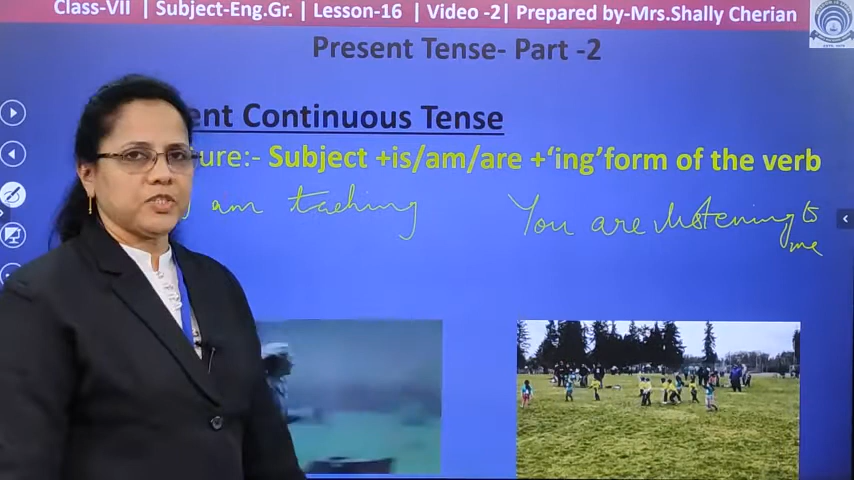 Class-VII | Subject-Eng.Gr. | Lesson-16 | Video -2| Prepared by-Mrs.Shally Cherian
Present Tense- Part -2
ent Continuous Tense
ure:- Subject +is/am/are +‘ing’form of the verb
am teaching
You are listening to
me